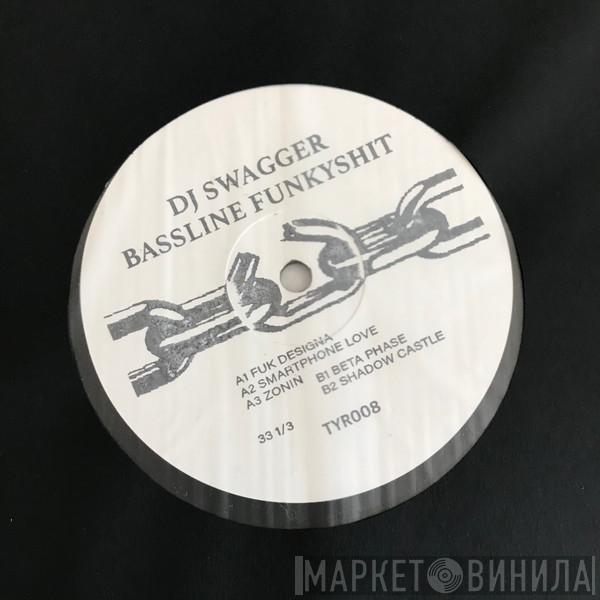 DJ SWAGGER
BASSLINE FUNKYSHIT
A1 FUK DESIGNA
A2 SMARTPHONE LOVE
A3 ZONIN
B1 BETA PHASE
B2 SHADOW CASTLE
33 1/3
TYR008
МАРКЕТ ВИНИЛА